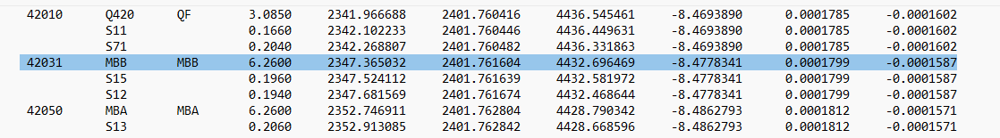 42010 Q420 QF 3.0850 2341.966688 2401.760416 4436.545461 -8.4693890 0.0001785 -0.0001602
S11 0.1660 2342.102233 2401.760446 4436.449631 -8.4693890 0.0001785 -0.0001602
S71 0.2040 2342.268807 2401.760482 4436.331863 -8.4693890 0.0001785 -0.0001602
42031 MBB MBB 6.2600 2347.365032 2401.761604 4432.696469 -8.4778341 0.0001799 -0.0001587
S15 0.1960 2347.524112 2401.761639 4432.581972 -8.4778341 0.0001799 -0.0001587
S12 0.1940 2347.681569 2401.761674 4432.468644 -8.4778341 0.0001799 -0.0001587
42050 MBA MBA 6.2600 2352.746911 2401.762804 4428.790342 -8.4862793 0.0001812 -0.0001571
S13 0.2060 2352.913085 2401.762842 4428.668596 -8.4862793 0.0001812 -0.0001571